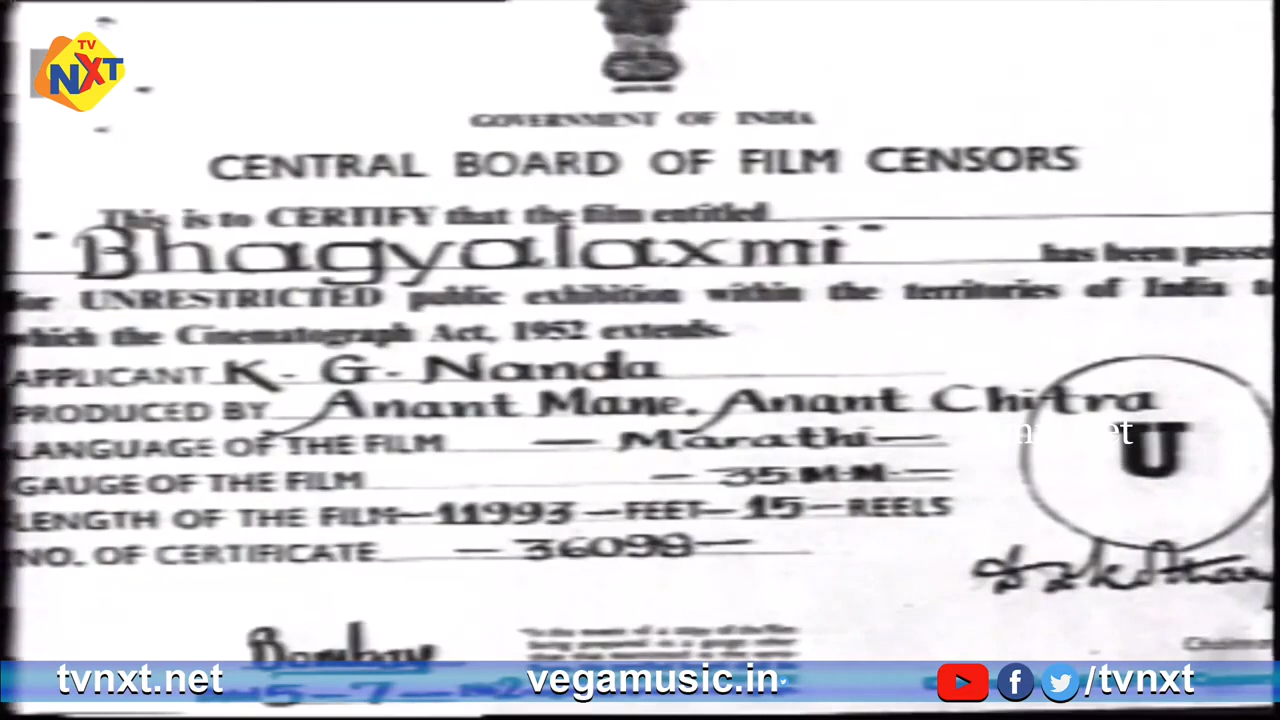 TV
NXT
GOVERNMENT OF INDIA
CENTRAL BOARD OF FILM CENSORS
This is to CERTIFY that the film entitled
"Bhagyalaxmi" has been passed
for UNRESTRICTED public exhibition within the territories of India to
which the Cinematograph Act, 1952 extends.
APPLICANT K. G. Nanda
PRODUCED BY Anant Mane, Anant Chitra
LANGUAGE OF THE FILM - Marathi -
U
GAUGE OF THE FILM - 35 M.M. -
LENGTH OF THE FILM - 11993 - FEET - 15 - REELS
NO. OF CERTIFICATE - 36098 -
Bombay
tvnxt.net vegamusic.in /tvnxt